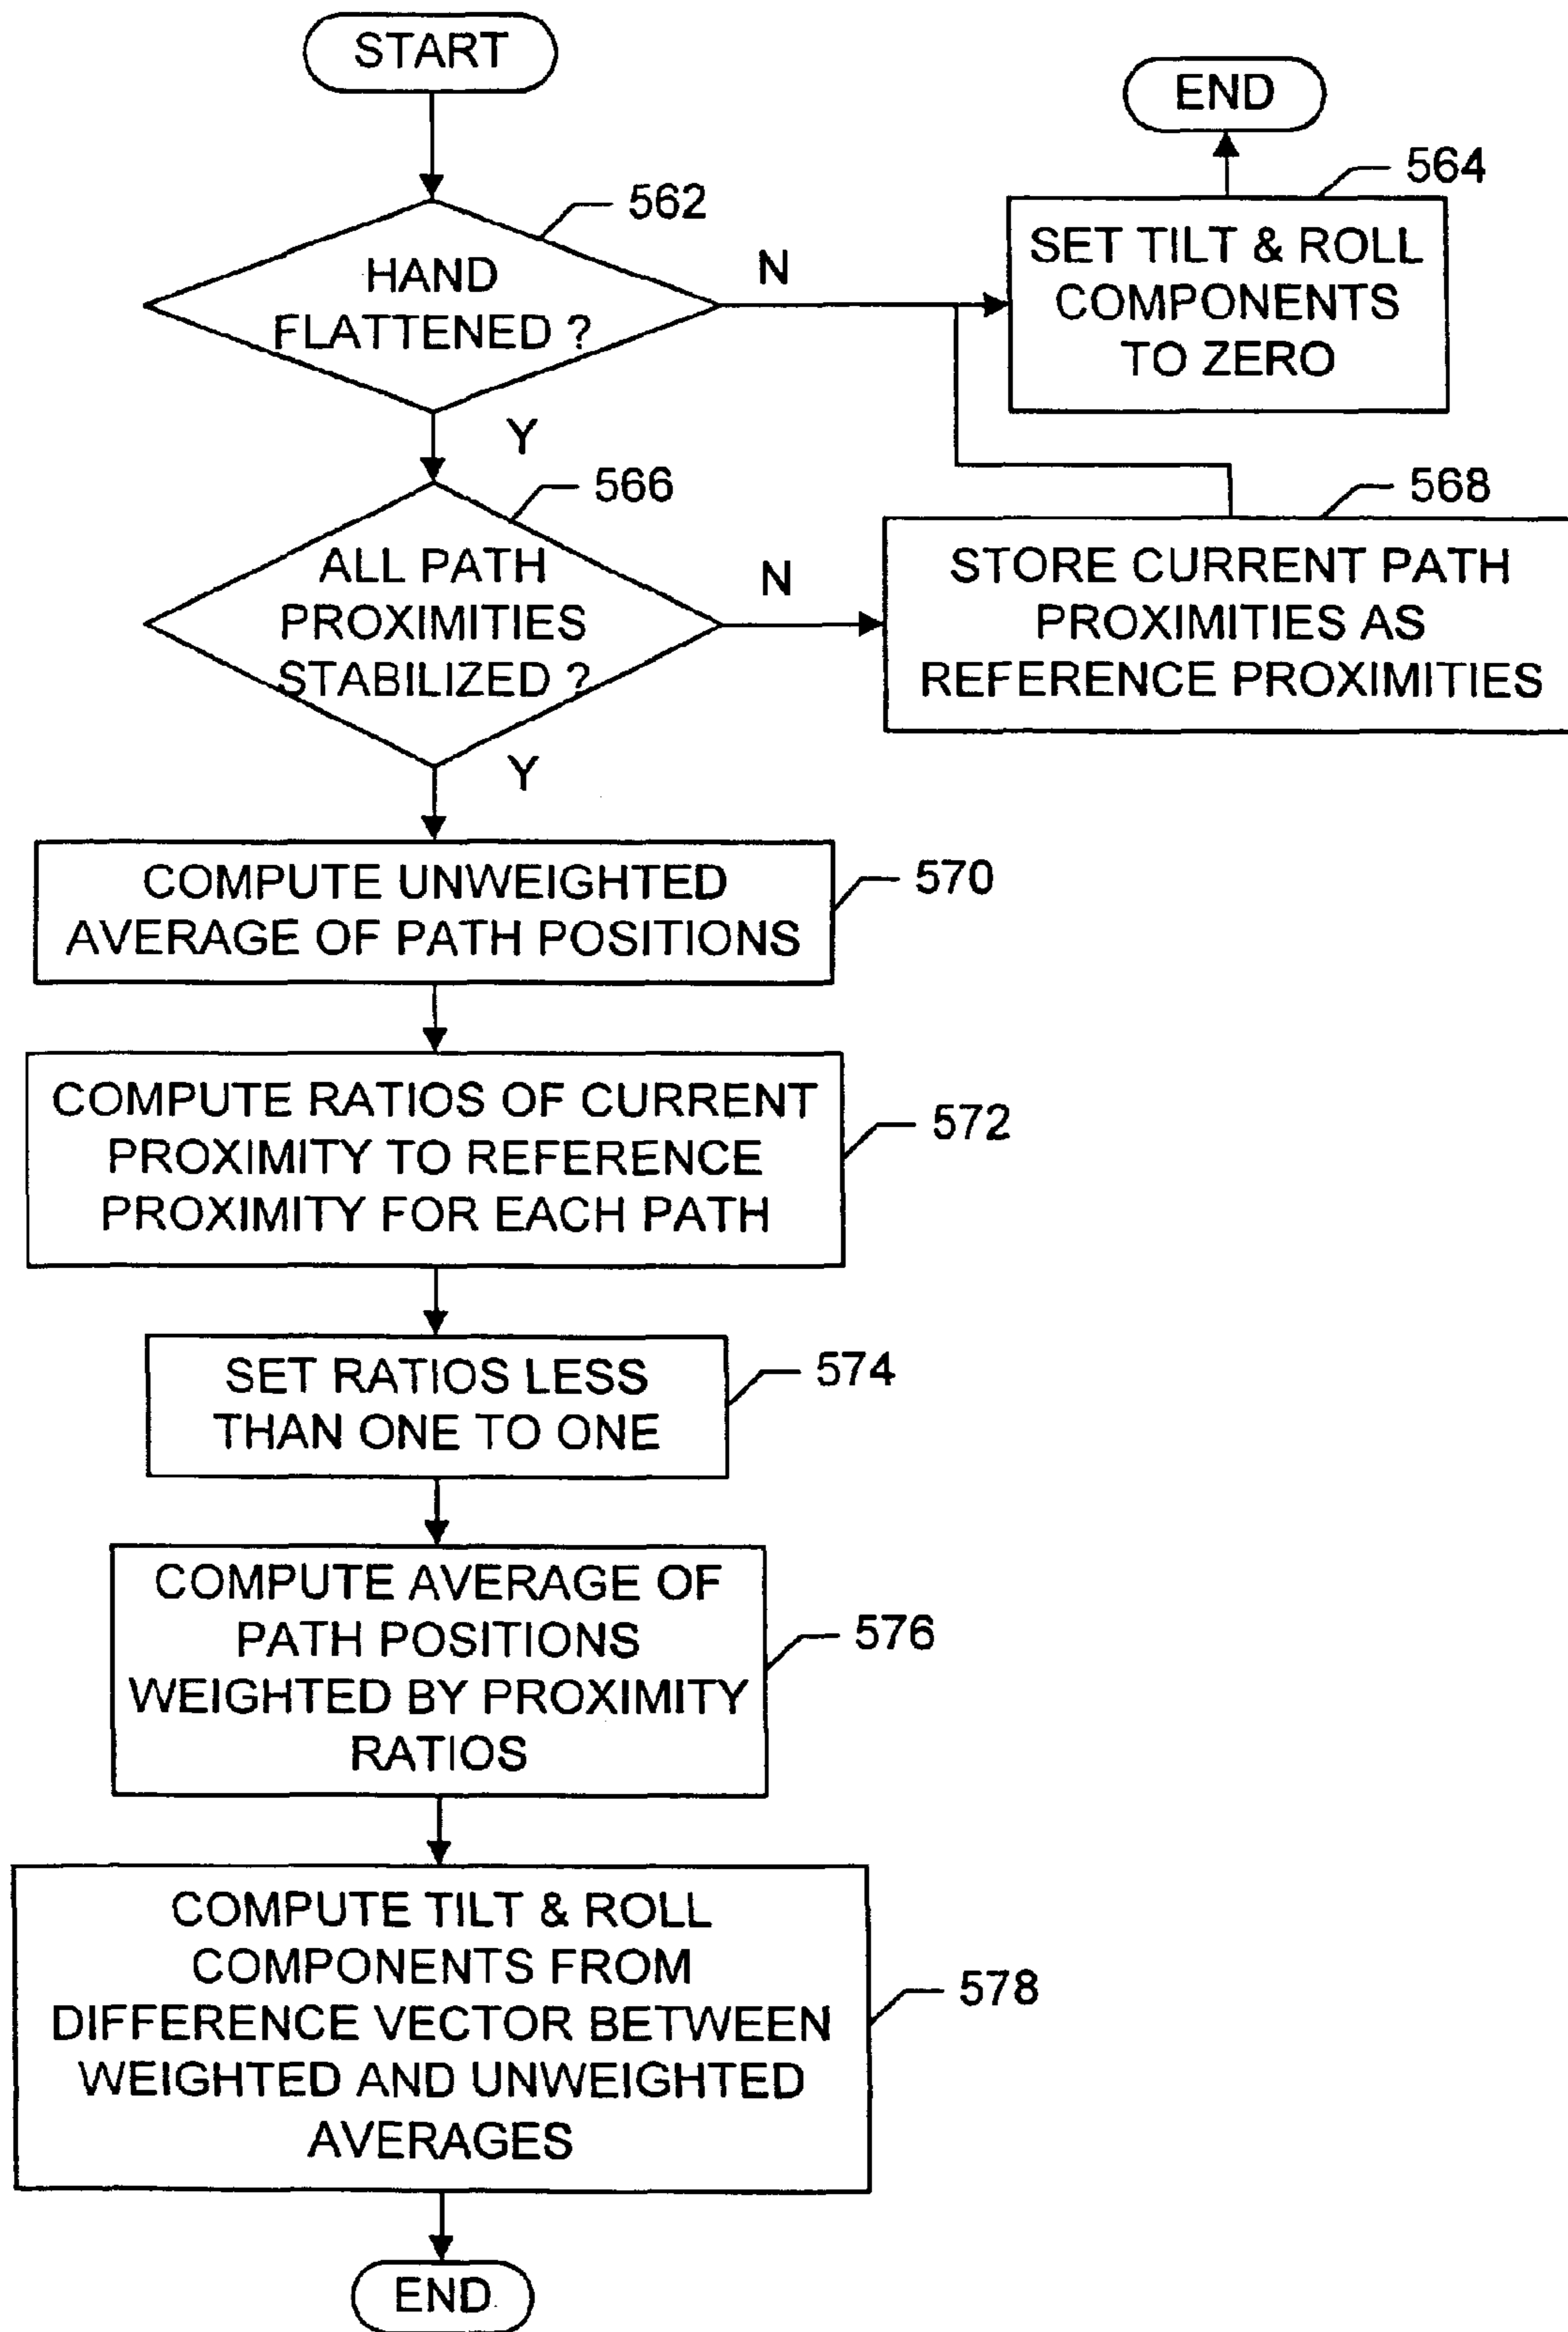 START
END
562
564
HAND
FLATTENED ?
N
SET TILT & ROLL
COMPONENTS
TO ZERO
Y
566
568
ALL PATH
PROXIMITIES
STABILIZED ?
N
STORE CURRENT PATH
PROXIMITIES AS
REFERENCE PROXIMITIES
Y
COMPUTE UNWEIGHTED
AVERAGE OF PATH POSITIONS
570
COMPUTE RATIOS OF CURRENT
PROXIMITY TO REFERENCE
PROXIMITY FOR EACH PATH
572
SET RATIOS LESS
THAN ONE TO ONE
574
COMPUTE AVERAGE OF
PATH POSITIONS
WEIGHTED BY PROXIMITY
RATIOS
576
COMPUTE TILT & ROLL
COMPONENTS FROM
DIFFERENCE VECTOR BETWEEN
WEIGHTED AND UNWEIGHTED
AVERAGES
578
END